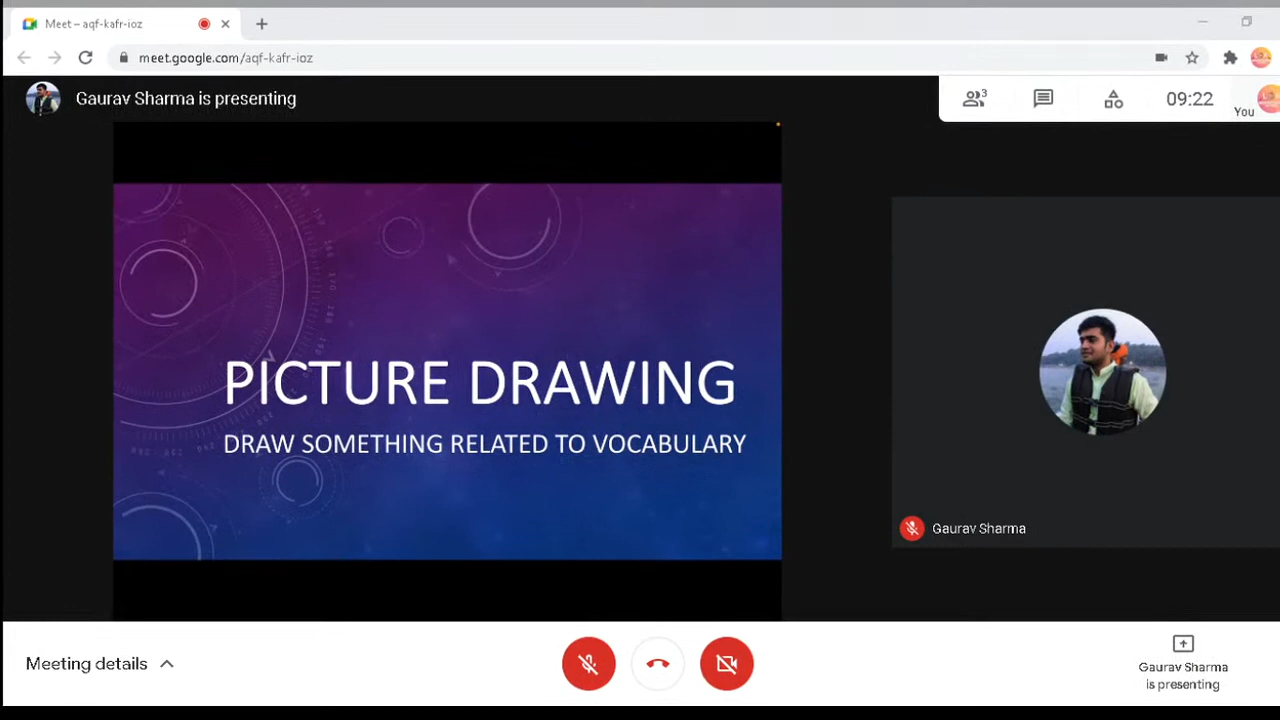 Meet – aqf-kafr-ioz
meet.google.com/aqf-kafr-ioz
Gaurav Sharma is presenting
3
09:22
You
PICTURE DRAWING
DRAW SOMETHING RELATED TO VOCABULARY
Gaurav Sharma
Meeting details
Gaurav Sharma
is presenting